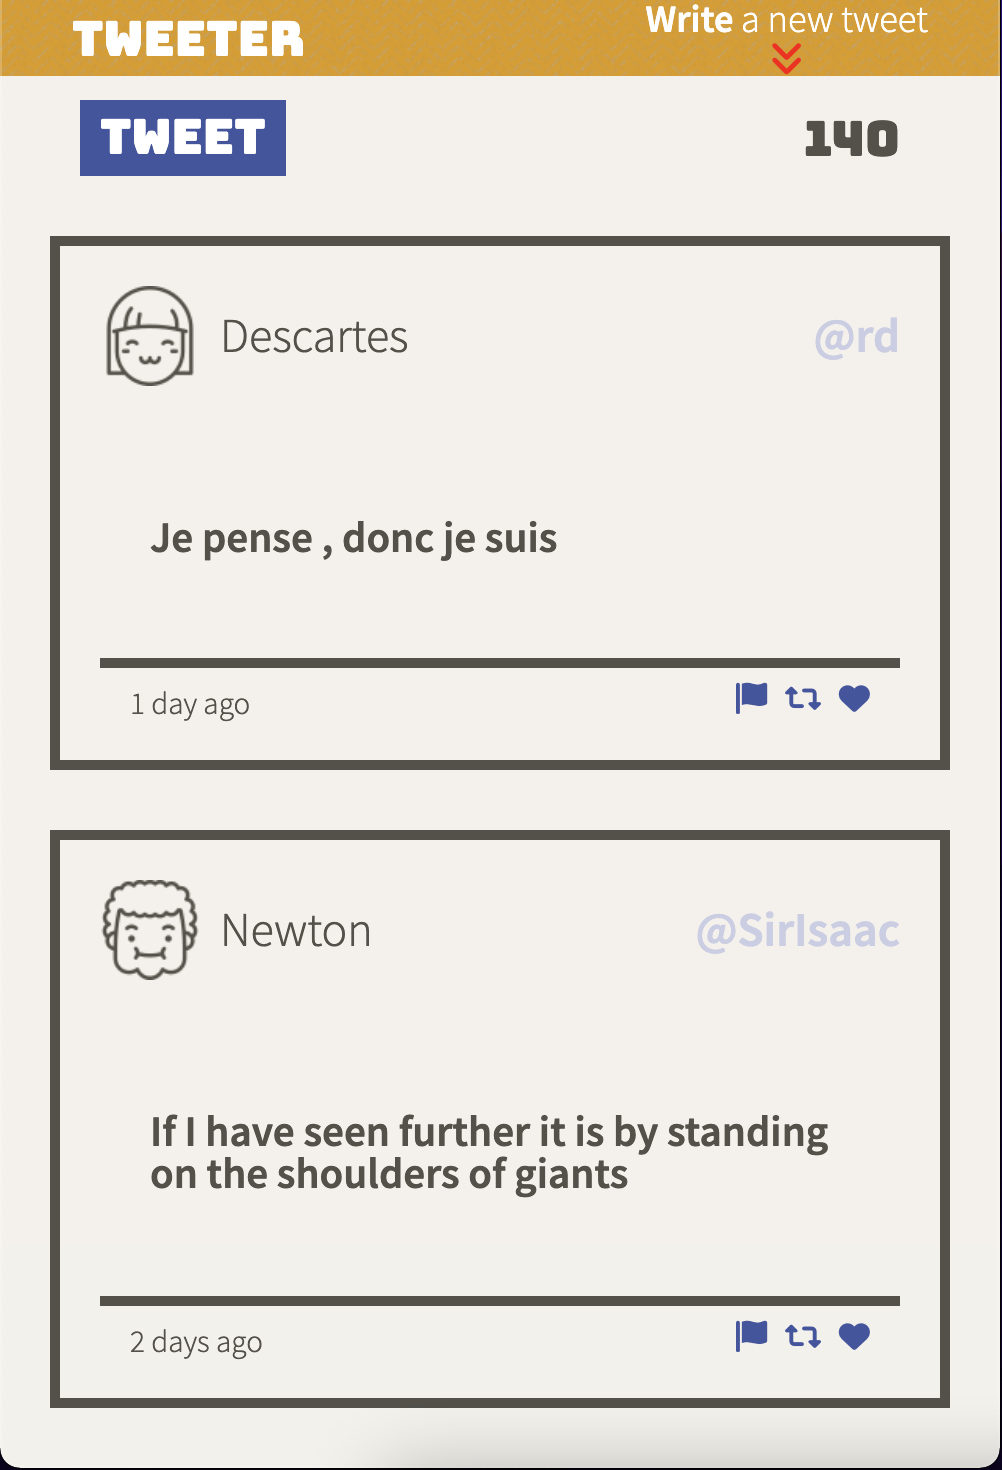 TWEETER
Write a new tweet
TWEET
140
Descartes
@rd
Je pense , donc je suis
1 day ago
Newton
@SirIsaac
If I have seen further it is by standing
on the shoulders of giants
2 days ago